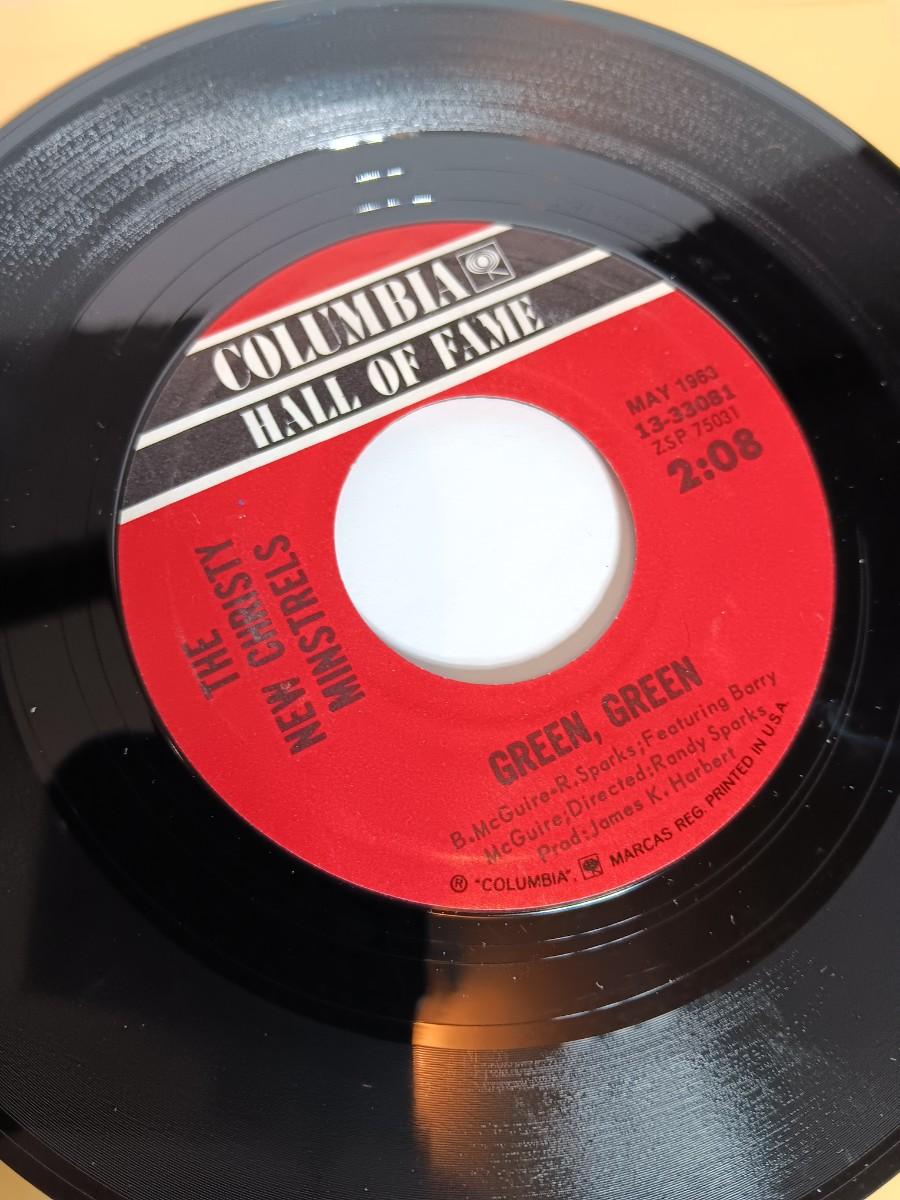 COLUMBIA
HALL OF FAME
MAY 1963
13-33081
ZSP 75031
2:08
THE
NEW CHRISTY
MINSTRELS
GREEN, GREEN
B.McGuire-R.Sparks;Featuring Barry
McGuire;Directed:Randy Sparks
Prod:James K. Harbert
® "COLUMBIA", MARCAS REG. PRINTED IN U.S.A.